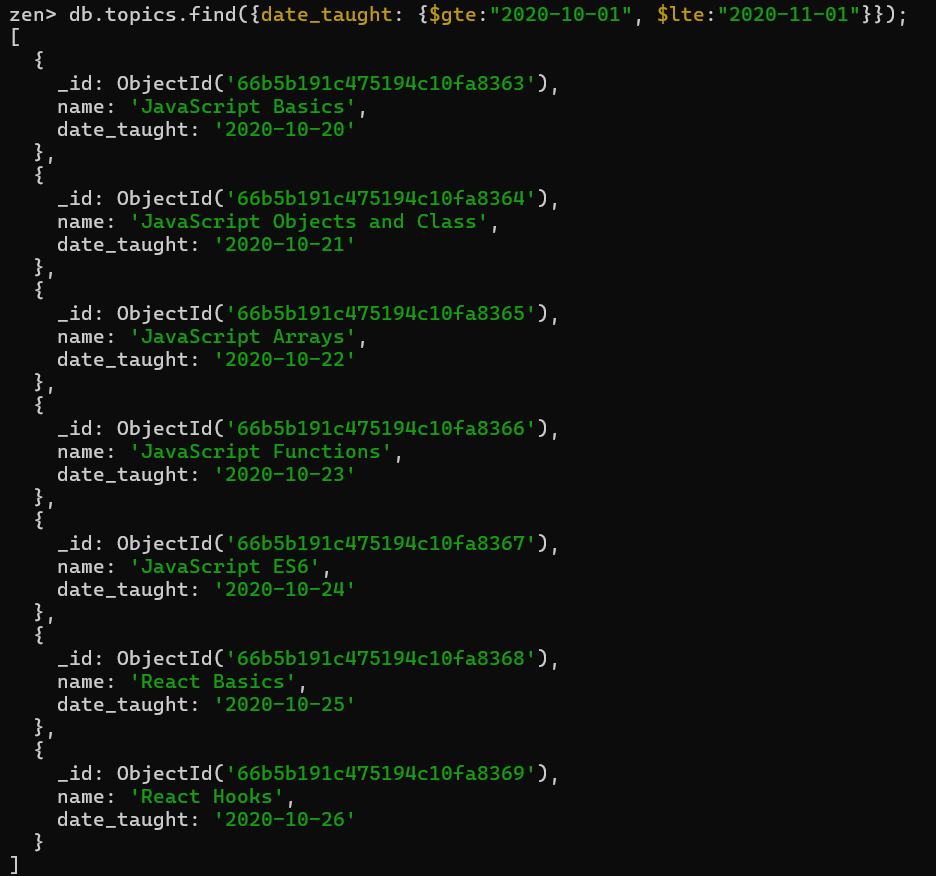 zen> db.topics.find({date_taught: {$gte:"2020-10-01", $lte:"2020-11-01"}});
[
  {
    _id: ObjectId('66b5b191c475194c10fa8363'),
    name: 'JavaScript Basics',
    date_taught: '2020-10-20'
  },
  {
    _id: ObjectId('66b5b191c475194c10fa8364'),
    name: 'JavaScript Objects and Class',
    date_taught: '2020-10-21'
  },
  {
    _id: ObjectId('66b5b191c475194c10fa8365'),
    name: 'JavaScript Arrays',
    date_taught: '2020-10-22'
  },
  {
    _id: ObjectId('66b5b191c475194c10fa8366'),
    name: 'JavaScript Functions',
    date_taught: '2020-10-23'
  },
  {
    _id: ObjectId('66b5b191c475194c10fa8367'),
    name: 'JavaScript ES6',
    date_taught: '2020-10-24'
  },
  {
    _id: ObjectId('66b5b191c475194c10fa8368'),
    name: 'React Basics',
    date_taught: '2020-10-25'
  },
  {
    _id: ObjectId('66b5b191c475194c10fa8369'),
    name: 'React Hooks',
    date_taught: '2020-10-26'
  }
]